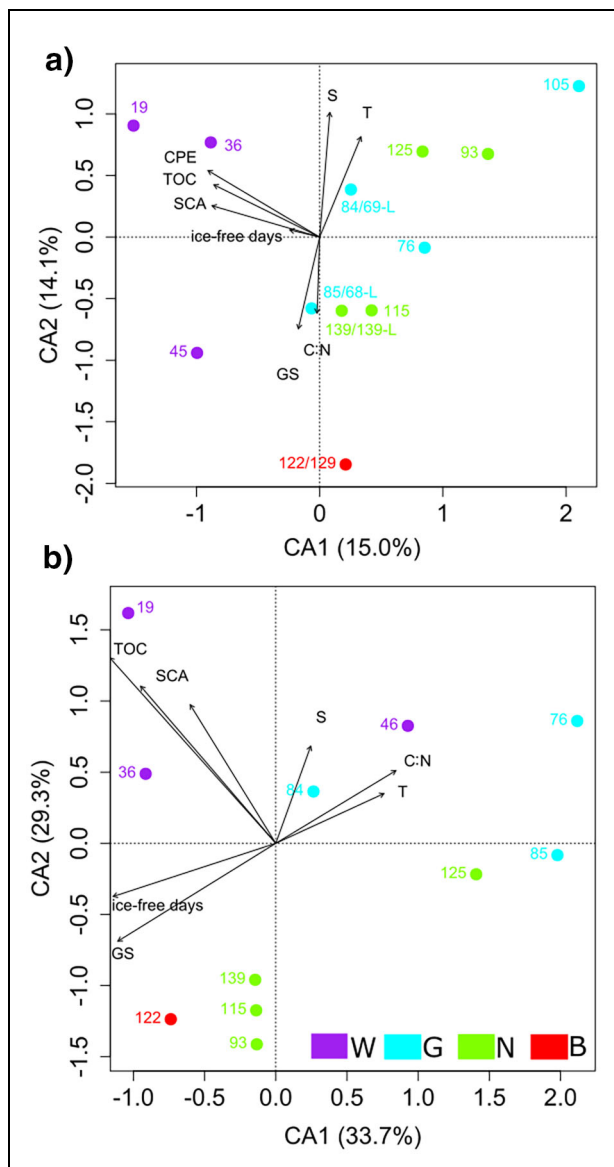 a)
19
36
CPE
TOC
SCA
ice-free days
S
T
105
125
93
84/69-L
76
85/68-L
139/139-L
115
C:N
GS
45
122/129
1.0
0.5
0.0
-0.5
-1.0
-1.5
-2.0
CA2 (14.1%)
-1
0
1
2
CA1 (15.0%)
b)
19
TOC
SCA
S
46
76
36
84
C:N
T
85
125
ice-free days
GS
139
115
122
93
W
G
N
B
1.5
1.0
0.5
0.0
-0.5
-1.0
-1.5
CA2 (29.3%)
-1.0
-0.5
0.0
0.5
1.0
1.5
2.0
CA1 (33.7%)